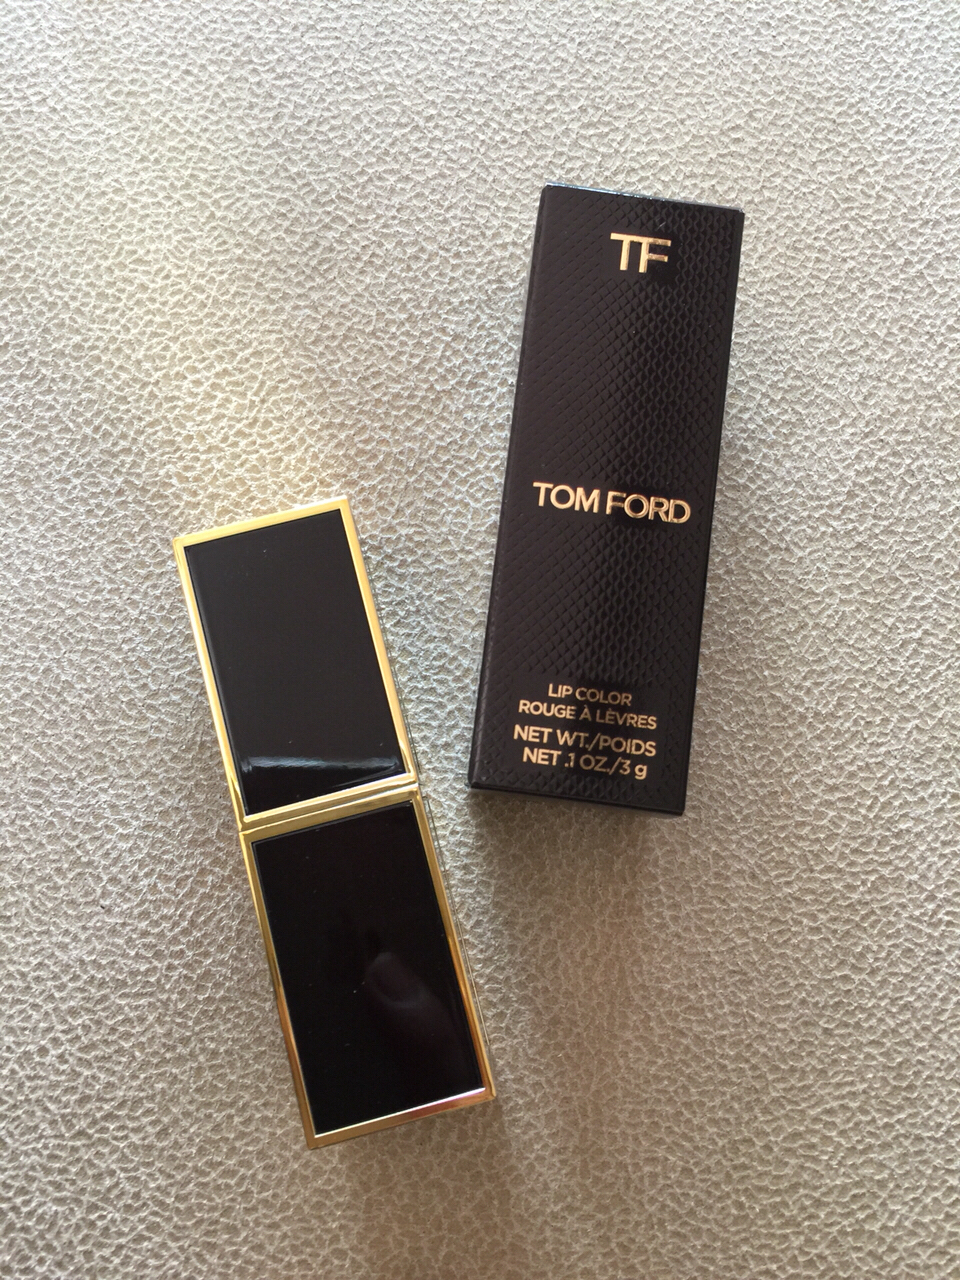 TF
TOM FORD
LIP COLOR
ROUGE À LÈVRES
NET WT./POIDS
NET .1 OZ./3 g